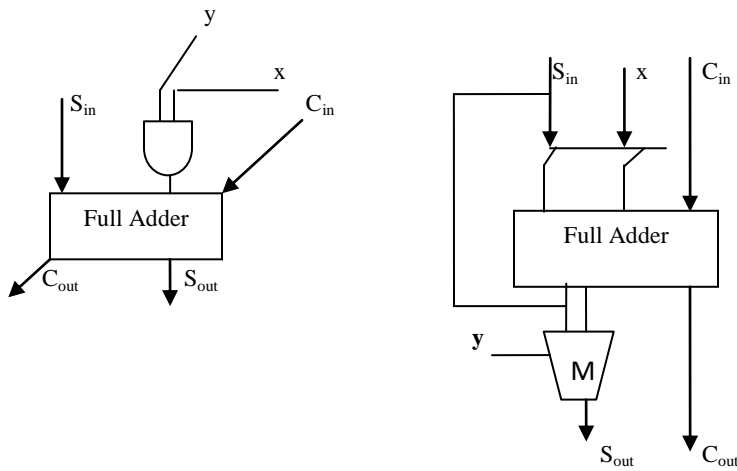 y
x
S_in
C_in
Full Adder
C_out
S_out
S_in
x
C_in
Full Adder
y
M
S_out
C_out